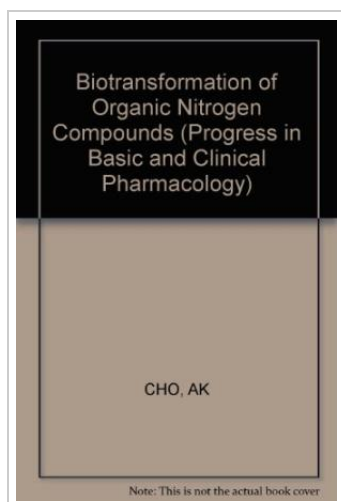 Biotransformation of
Organic Nitrogen
Compounds (Progress in
Basic and Clinical
Pharmacology)
CHO, AK
Note: This is not the actual book cover